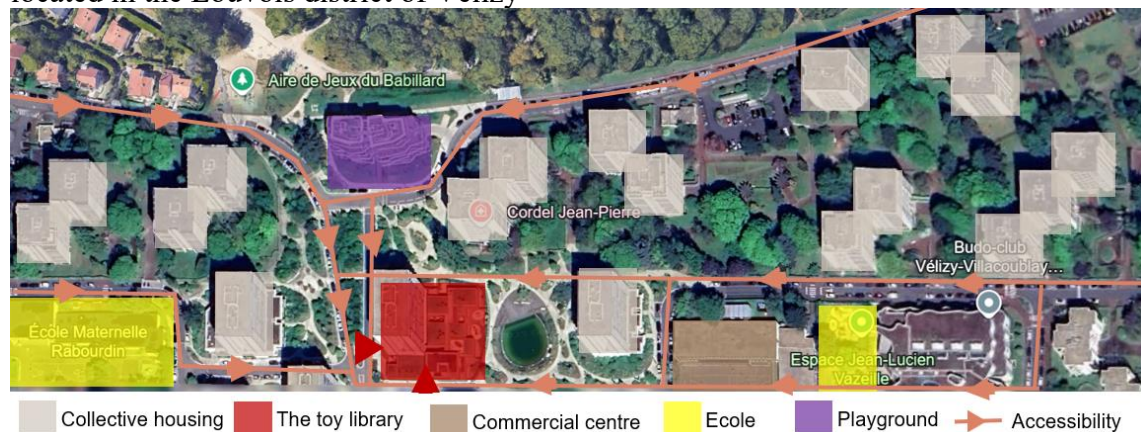 located in the Louvois district of Vélizy
Aire de Jeux du Babillard
Cordel Jean-Pierre
Budo-club
Vélizy-Villacoublay...
École Maternelle
Rabourdin
Espace Jean-Lucien
Vazeille
Collective housing
The toy library
Commercial centre
Ecole
Playground
Accessibility